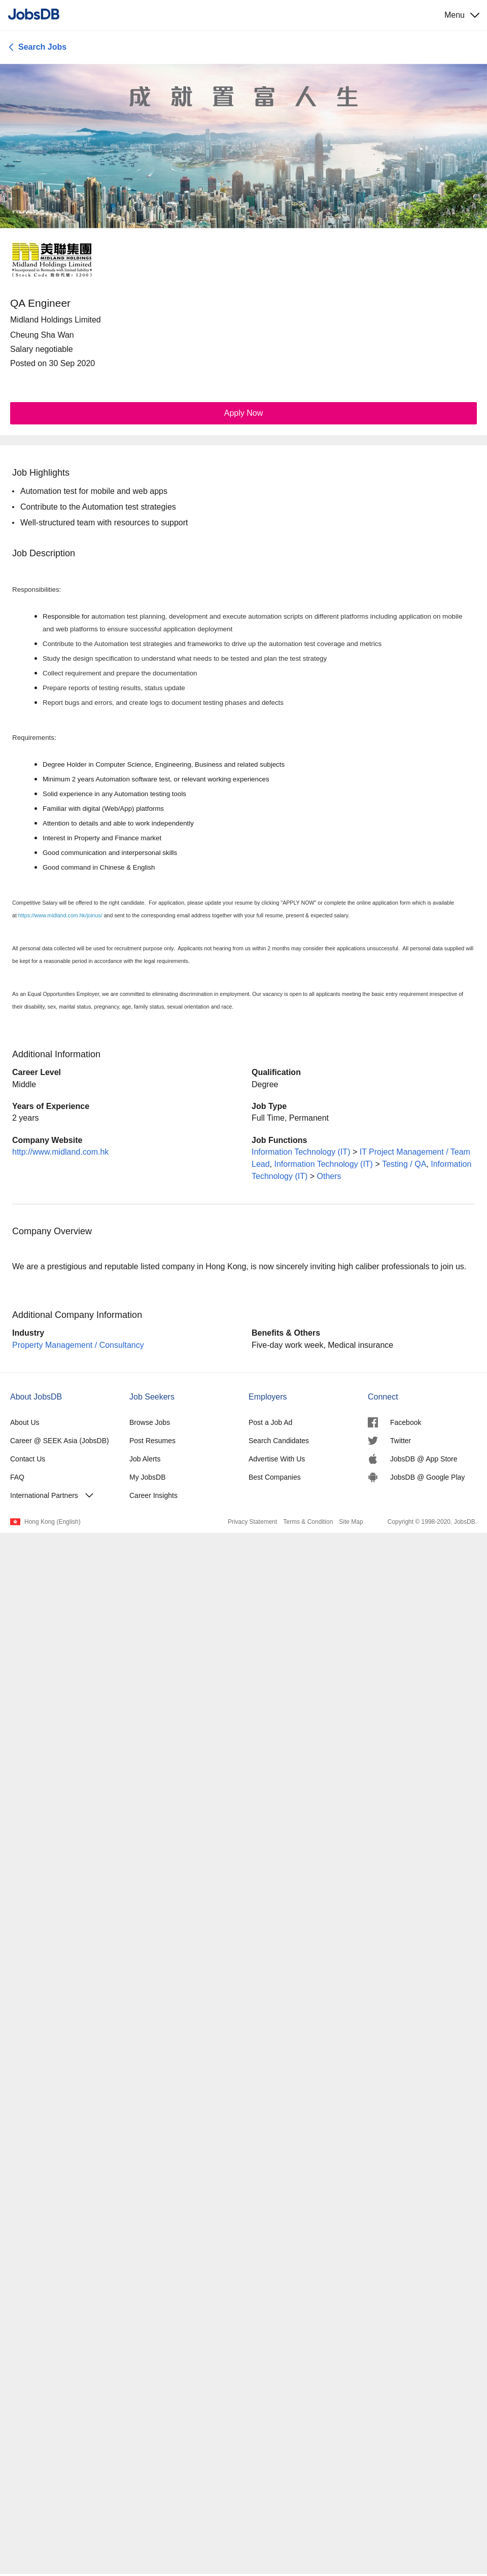 JobsDB
Menu
Search Jobs
成就置富人生
美聯集團
MIDLAND HOLDINGS
Midland Holdings Limited
Incorporated in Bermuda with limited liability
(Stock Code 股份代號: 1200)
QA Engineer
Midland Holdings Limited
Cheung Sha Wan
Salary negotiable
Posted on 30 Sep 2020
Apply Now
Job Highlights
• Automation test for mobile and web apps
• Contribute to the Automation test strategies
• Well-structured team with resources to support
Job Description
Responsibilities:
• Responsible for automation test planning, development and execute automation scripts on different platforms including application on mobile
and web platforms to ensure successful application deployment
• Contribute to the Automation test strategies and frameworks to drive up the automation test coverage and metrics
• Study the design specification to understand what needs to be tested and plan the test strategy
• Collect requirement and prepare the documentation
• Prepare reports of testing results, status update
• Report bugs and errors, and create logs to document testing phases and defects
Requirements:
• Degree Holder in Computer Science, Engineering, Business and related subjects
• Minimum 2 years Automation software test, or relevant working experiences
• Solid experience in any Automation testing tools
• Familiar with digital (Web/App) platforms
• Attention to details and able to work independently
• Interest in Property and Finance market
• Good communication and interpersonal skills
• Good command in Chinese & English
Competitive Salary will be offered to the right candidate. For application, please update your resume by clicking “APPLY NOW” or complete the online application form which is available
at https://www.midland.com.hk/joinus/ and sent to the corresponding email address together with your full resume, present & expected salary.
All personal data collected will be used for recruitment purpose only. Applicants not hearing from us within 2 months may consider their applications unsuccessful. All personal data supplied will
be kept for a reasonable period in accordance with the legal requirements.
As an Equal Opportunities Employer, we are committed to eliminating discrimination in employment. Our vacancy is open to all applicants meeting the basic entry requirement irrespective of
their disability, sex, marital status, pregnancy, age, family status, sexual orientation and race.
Additional Information
Career Level
Middle
Qualification
Degree
Years of Experience
2 years
Job Type
Full Time, Permanent
Company Website
http://www.midland.com.hk
Job Functions
Information Technology (IT) > IT Project Management / Team
Lead, Information Technology (IT) > Testing / QA, Information
Technology (IT) > Others
Company Overview
We are a prestigious and reputable listed company in Hong Kong, is now sincerely inviting high caliber professionals to join us.
Additional Company Information
Industry
Property Management / Consultancy
Benefits & Others
Five-day work week, Medical insurance
About JobsDB
About Us
Career @ SEEK Asia (JobsDB)
Contact Us
FAQ
International Partners
Job Seekers
Browse Jobs
Post Resumes
Job Alerts
My JobsDB
Career Insights
Employers
Post a Job Ad
Search Candidates
Advertise With Us
Best Companies
Connect
Facebook
Twitter
JobsDB @ App Store
JobsDB @ Google Play
Hong Kong (English)
Privacy Statement Terms & Condition Site Map
Copyright © 1998-2020, JobsDB.